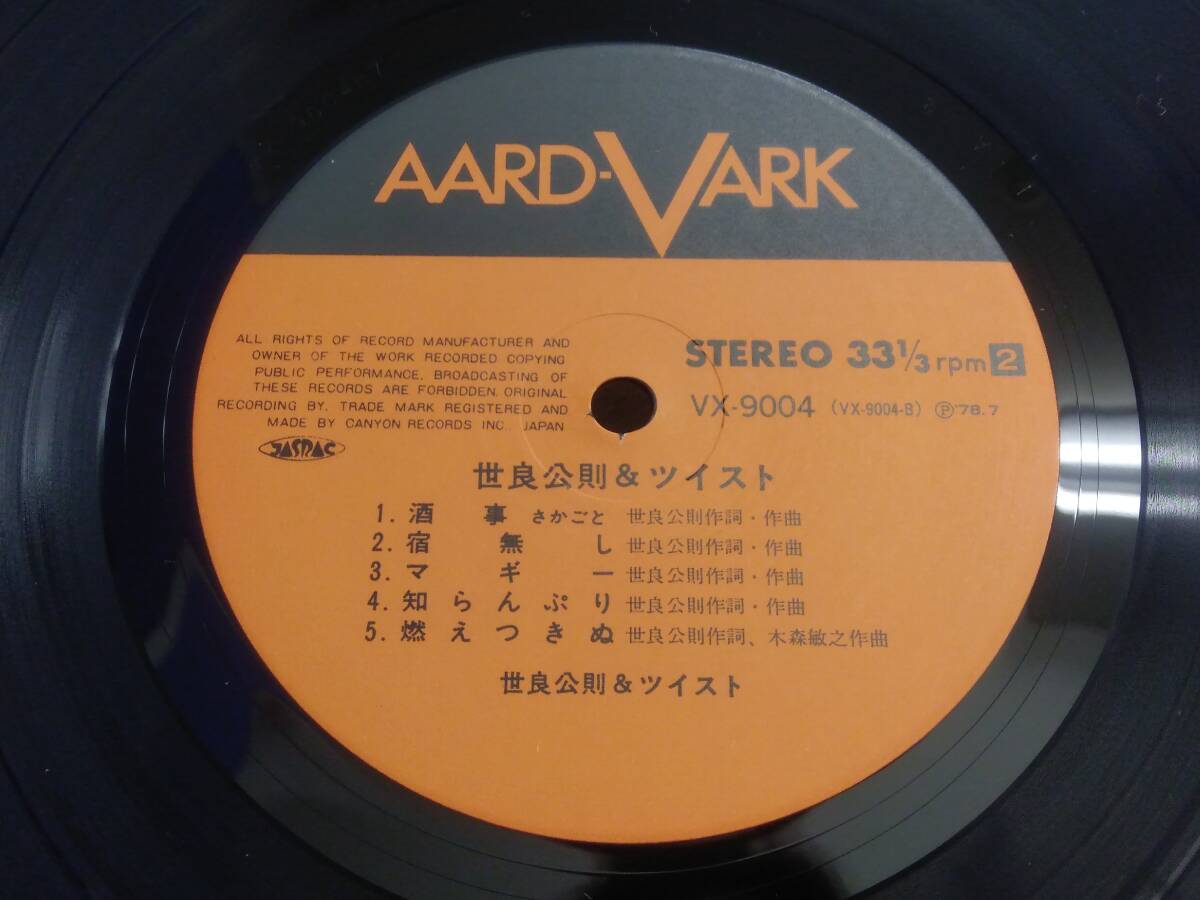 AARD-VARK
ALL RIGHTS OF RECORD MANUFACTURER AND
OWNER OF THE WORK RECORDED COPYING
PUBLIC PERFORMANCE, BROADCASTING OF
THESE RECORDS ARE FORBIDDEN. ORIGINAL
RECORDING BY, TRADE MARK REGISTERED AND
MADE BY CANYON RECORDS INC., JAPAN
JASRAC
STEREO 33 1/3 rpm 2
VX-9004 (VX-9004-B) ℗'78.7
世良公則&ツイスト
1. 酒事 さかごと 世良公則作詞・作曲
2. 宿無し 世良公則作詞・作曲
3. マギー 世良公則作詞・作曲
4. 知らんぷり 世良公則作詞・作曲
5. 燃えつきぬ 世良公則作詞、木森敏之作曲
世良公則&ツイスト